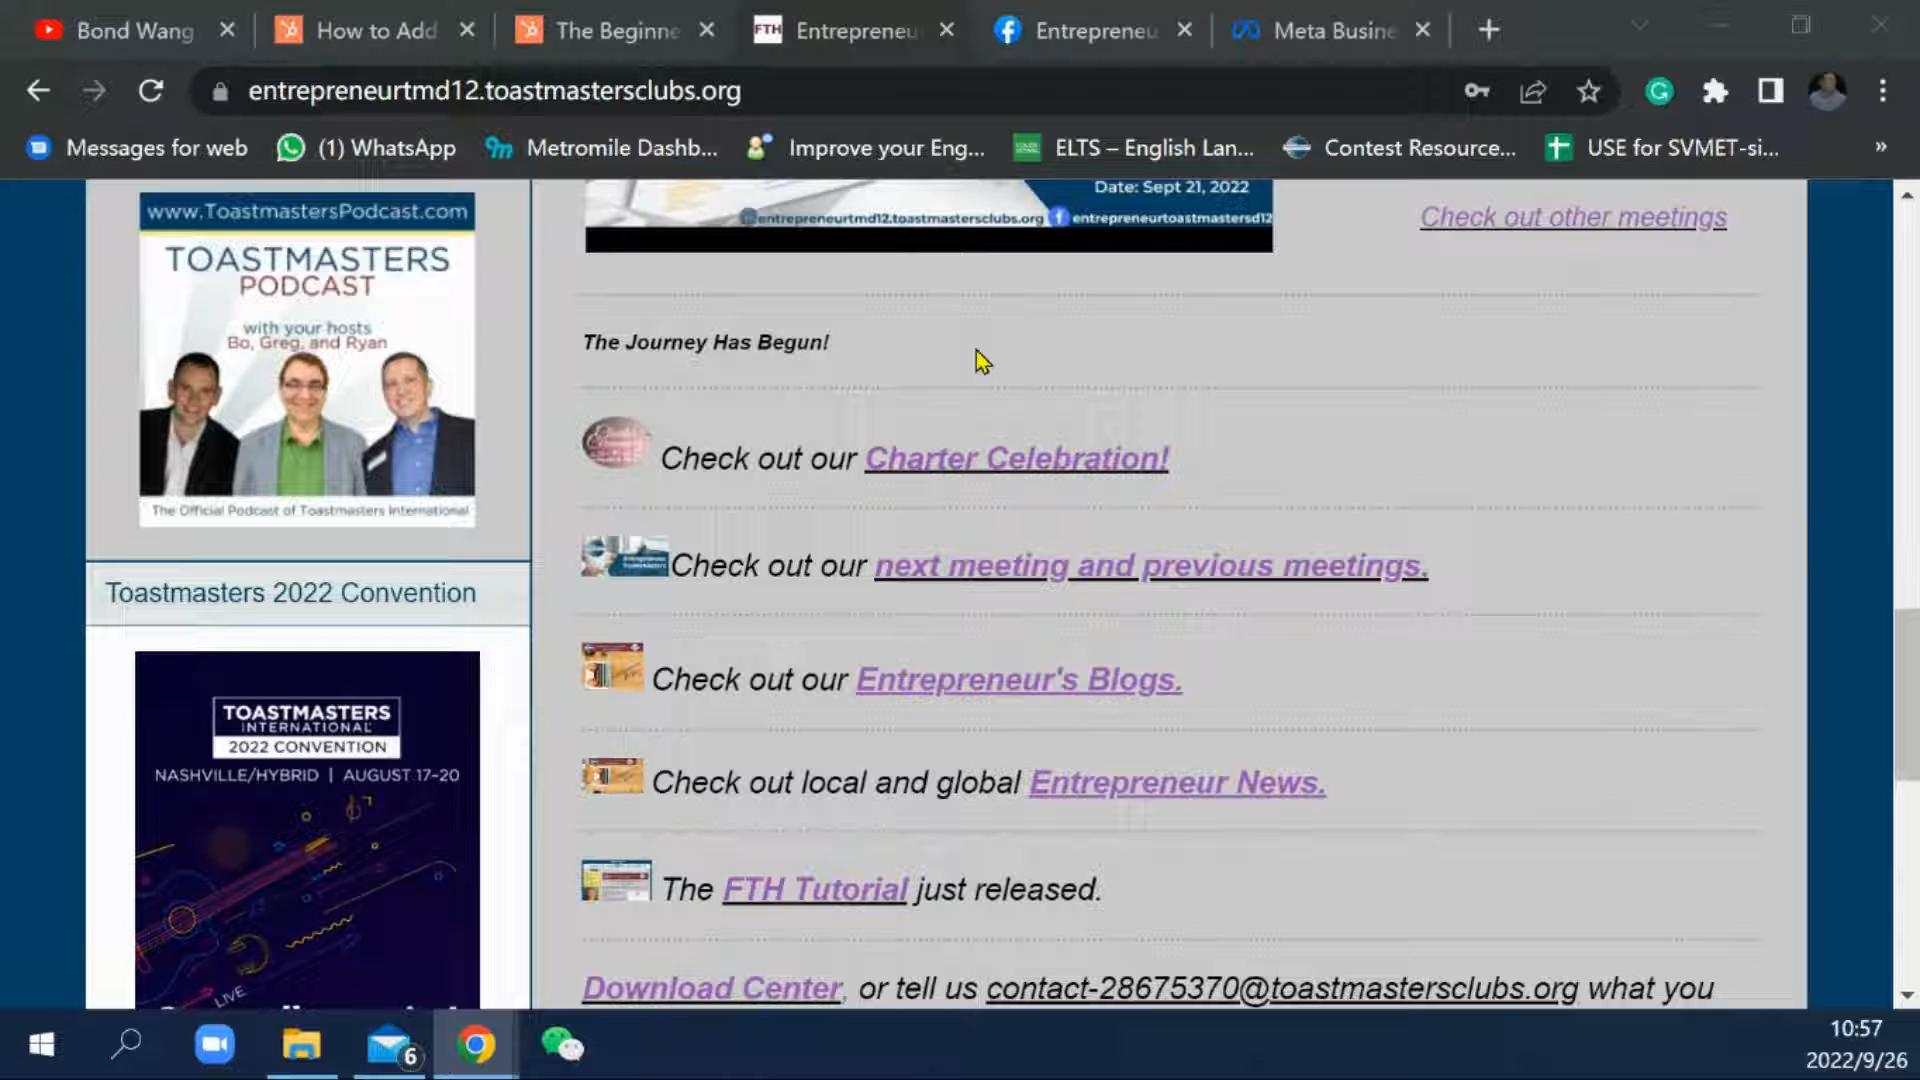 Bond Wang
How to Add
The Beginne
FTH
Entrepreneu
Entrepreneu
Meta Busine
entrepreneurtmd12.toastmastersclubs.org
Messages for web
(1) WhatsApp
Metromile Dashb...
Improve your Eng...
ELTS – English Lan...
Contest Resource...
USE for SVMET-si...
»
www.ToastmastersPodcast.com
TOASTMASTERS
PODCAST
with your hosts
Bo, Greg, and Ryan
The Official Podcast of Toastmasters International
Toastmasters 2022 Convention
TOASTMASTERS
INTERNATIONAL
2022 CONVENTION
NASHVILLE/HYBRID | AUGUST 17-20
LIVE
Date: Sept 21, 2022
entrepreneurtmd12.toastmastersclubs.org
entrepreneurtoastmastersd12
Check out other meetings
The Journey Has Begun!
Check out our Charter Celebration!
Check out our next meeting and previous meetings.
Check out our Entrepreneur's Blogs.
Check out local and global Entrepreneur News.
The FTH Tutorial just released.
Download Center, or tell us contact-28675370@toastmastersclubs.org what you
6
10:57
2022/9/26